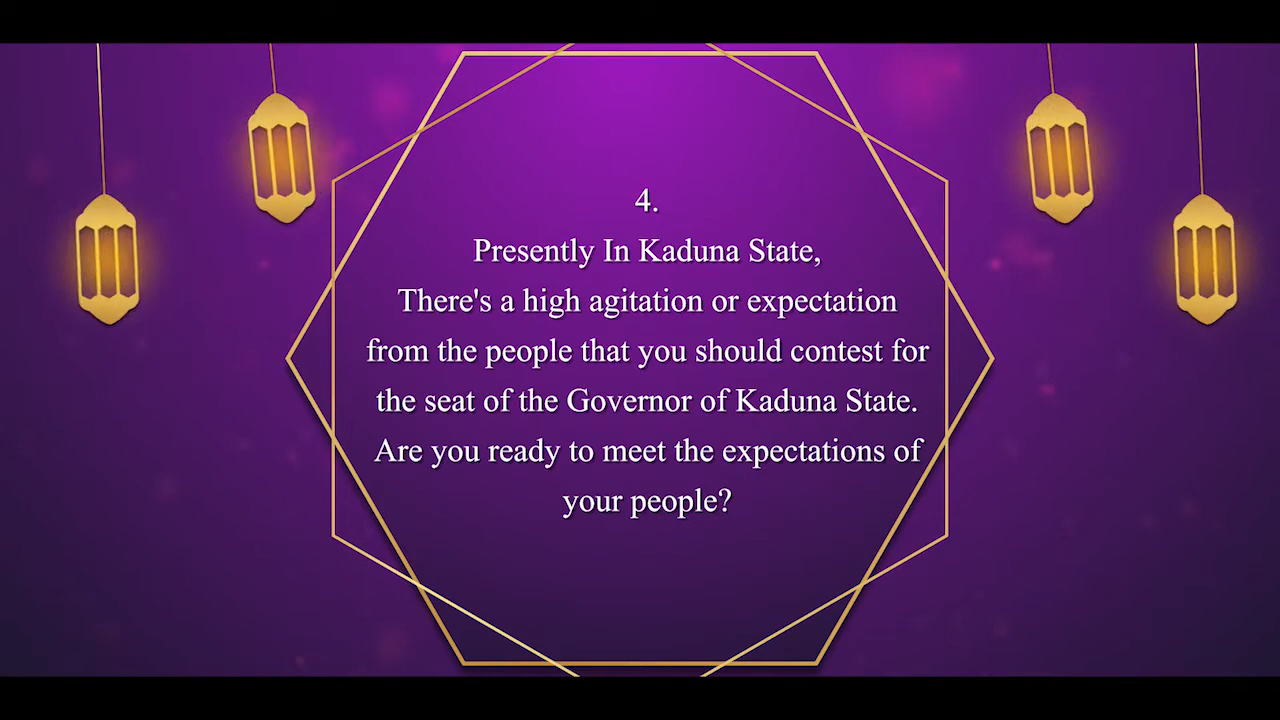 4.
Presently In Kaduna State,
There's a high agitation or expectation
from the people that you should contest for
the seat of the Governor of Kaduna State.
Are you ready to meet the expectations of
your people?